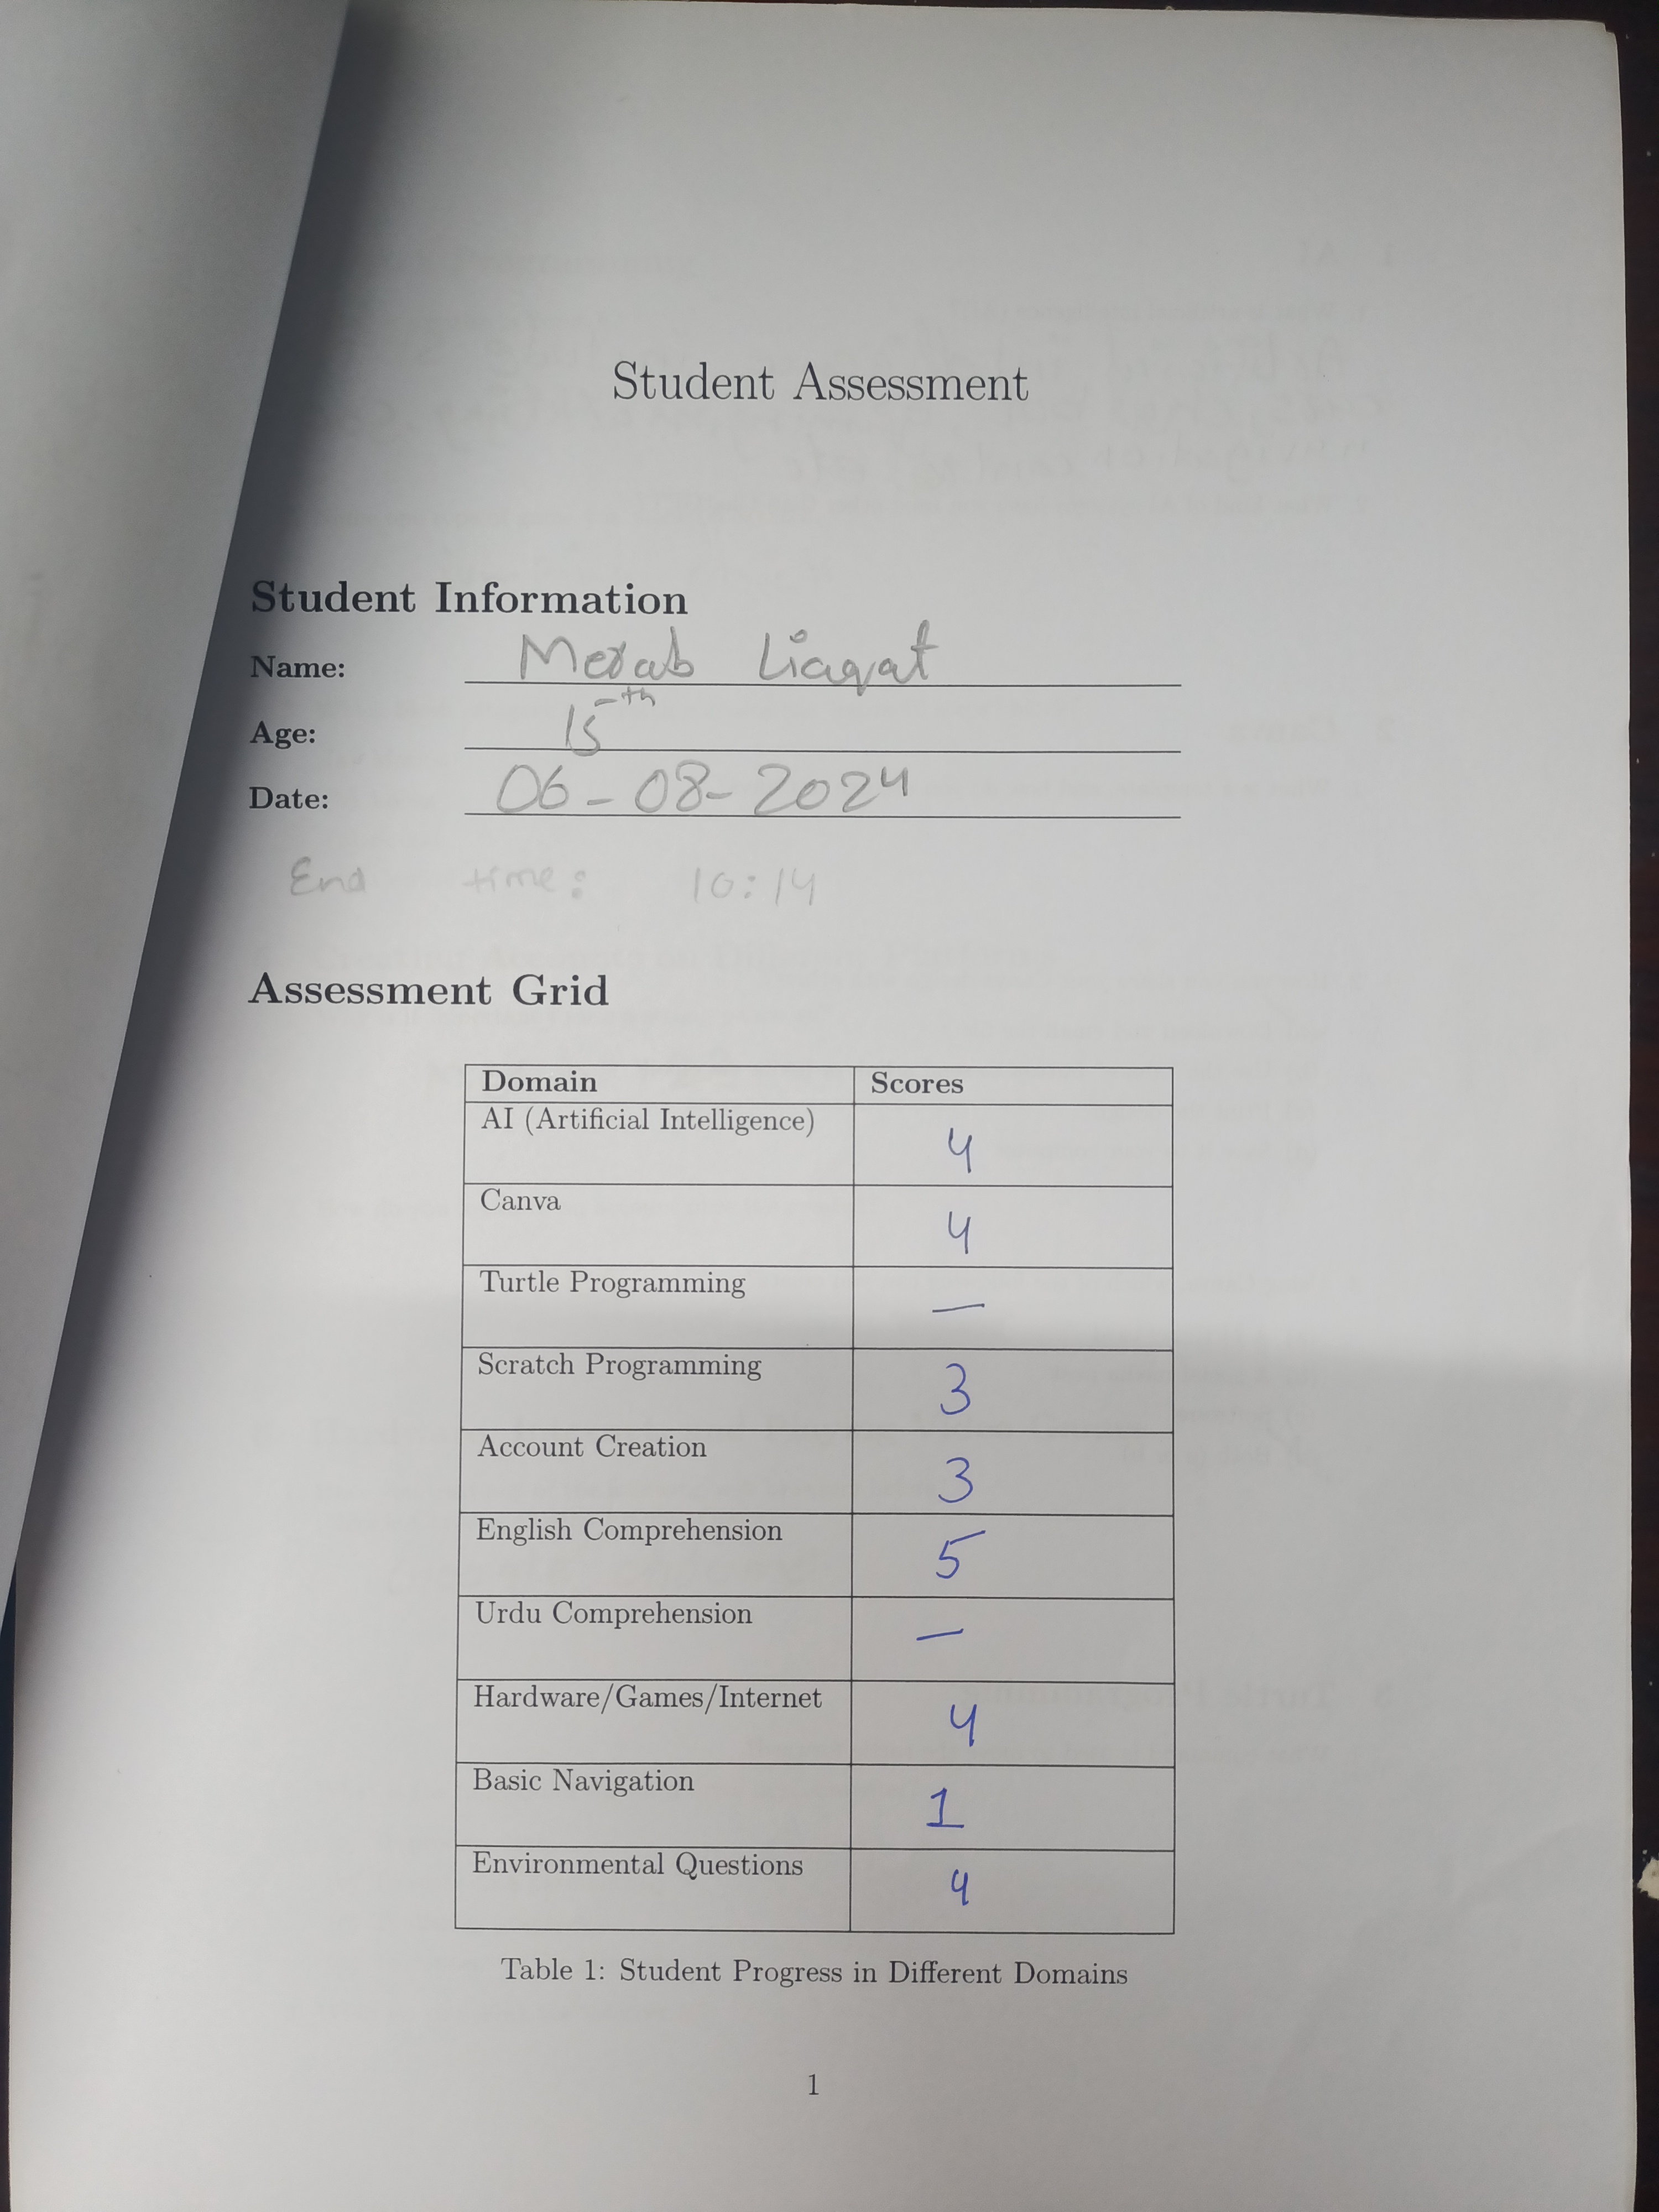 Student Assessment
Student Information
Name: Merab Liaqat
Age: 15th
Date: 06-08-2024
End time: 10:14
Assessment Grid
Domain Scores
AI (Artificial Intelligence) 4
Canva 4
Turtle Programming —
Scratch Programming 3
Account Creation 3
English Comprehension 5
Urdu Comprehension —
Hardware/Games/Internet 4
Basic Navigation 1
Environmental Questions 4
Table 1: Student Progress in Different Domains
1